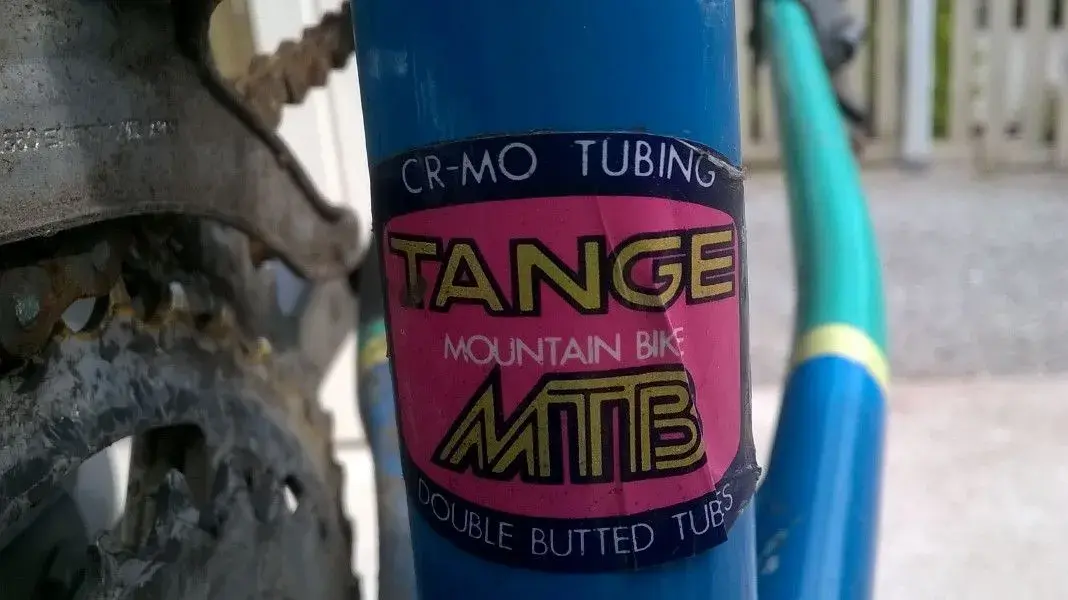 CR-MO TUBING
TANGE
MOUNTAIN BIKE
MTB
DOUBLE BUTTED TUBES